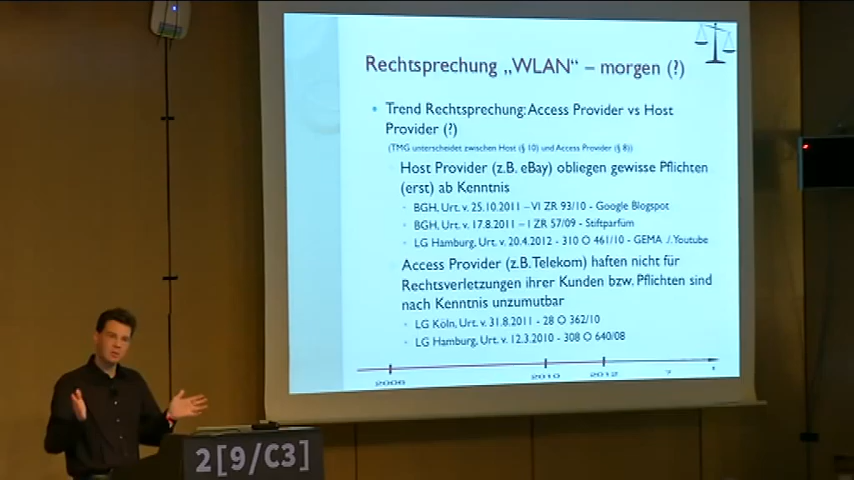 Rechtsprechung „WLAN“ – morgen (?)
Trend Rechtsprechung: Access Provider vs Host
Provider (?)
(TMG unterscheidet zwischen Host (§ 10) und Access Provider (§ 8))
Host Provider (z.B. eBay) obliegen gewisse Pflichten
(erst) ab Kenntnis
BGH, Urt. v. 25.10.2011 – VI ZR 93/10 - Google Blogspot
BGH, Urt. v. 17.8.2011 – I ZR 57/09 - Stiftparfüm
LG Hamburg, Urt. v. 20.4.2012 - 310 O 461/10 - GEMA ./. Youtube
Access Provider (z.B. Telekom) haften nicht für
Rechtsverletzungen ihrer Kunden bzw. Pflichten sind
nach Kenntnis unzumutbar
LG Köln, Urt. v. 31.8.2011 - 28 O 362/10
LG Hamburg, Urt. v. 12.3.2010 - 308 O 640/08
2006 2010 2012 ?
2[9/C3]